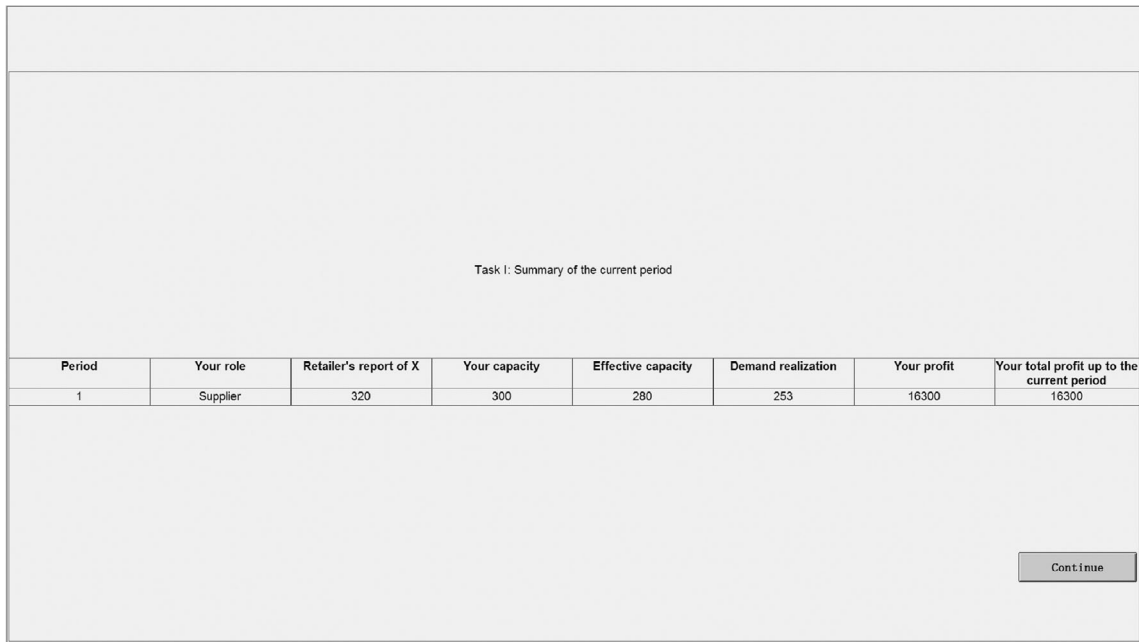 Task I: Summary of the current period
Period Your role Retailer's report of X Your capacity Effective capacity Demand realization Your profit Your total profit up to the
current period
1 Supplier 320 300 280 253 16300 16300
Continue